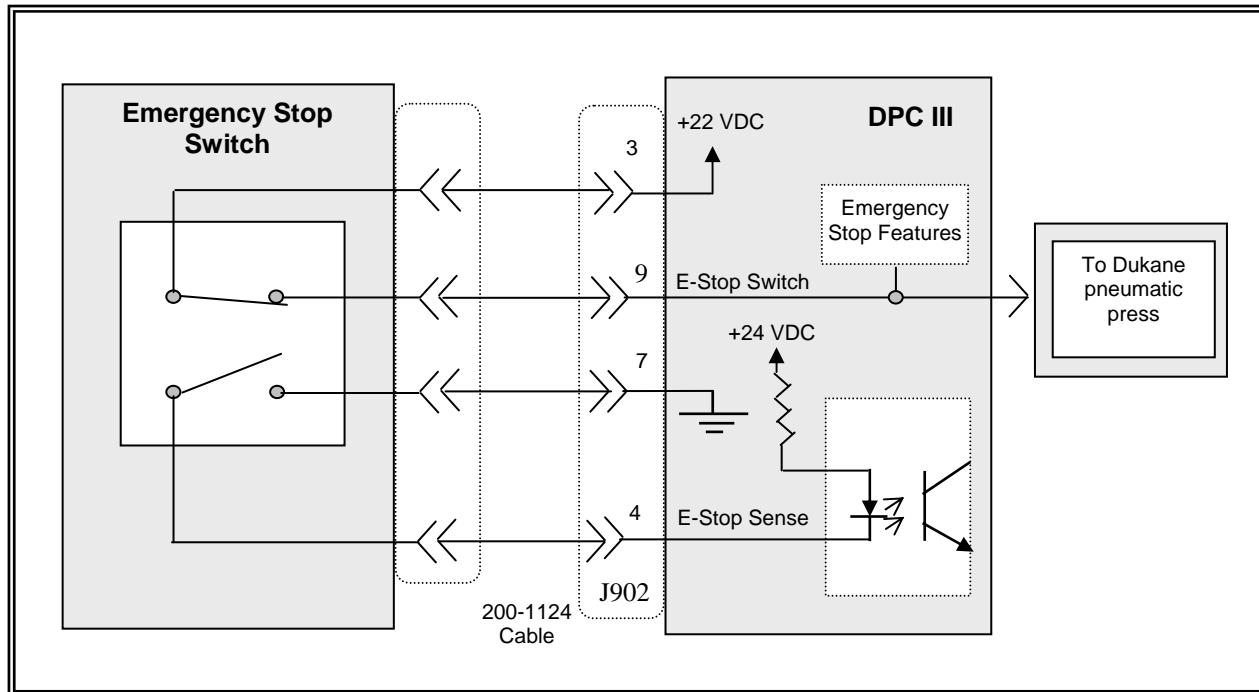 Emergency Stop
Switch
DPC III
+22 VDC
3
Emergency
Stop Features
9
E-Stop Switch
To Dukane
pneumatic
press
+24 VDC
7
4
E-Stop Sense
J902
200-1124
Cable